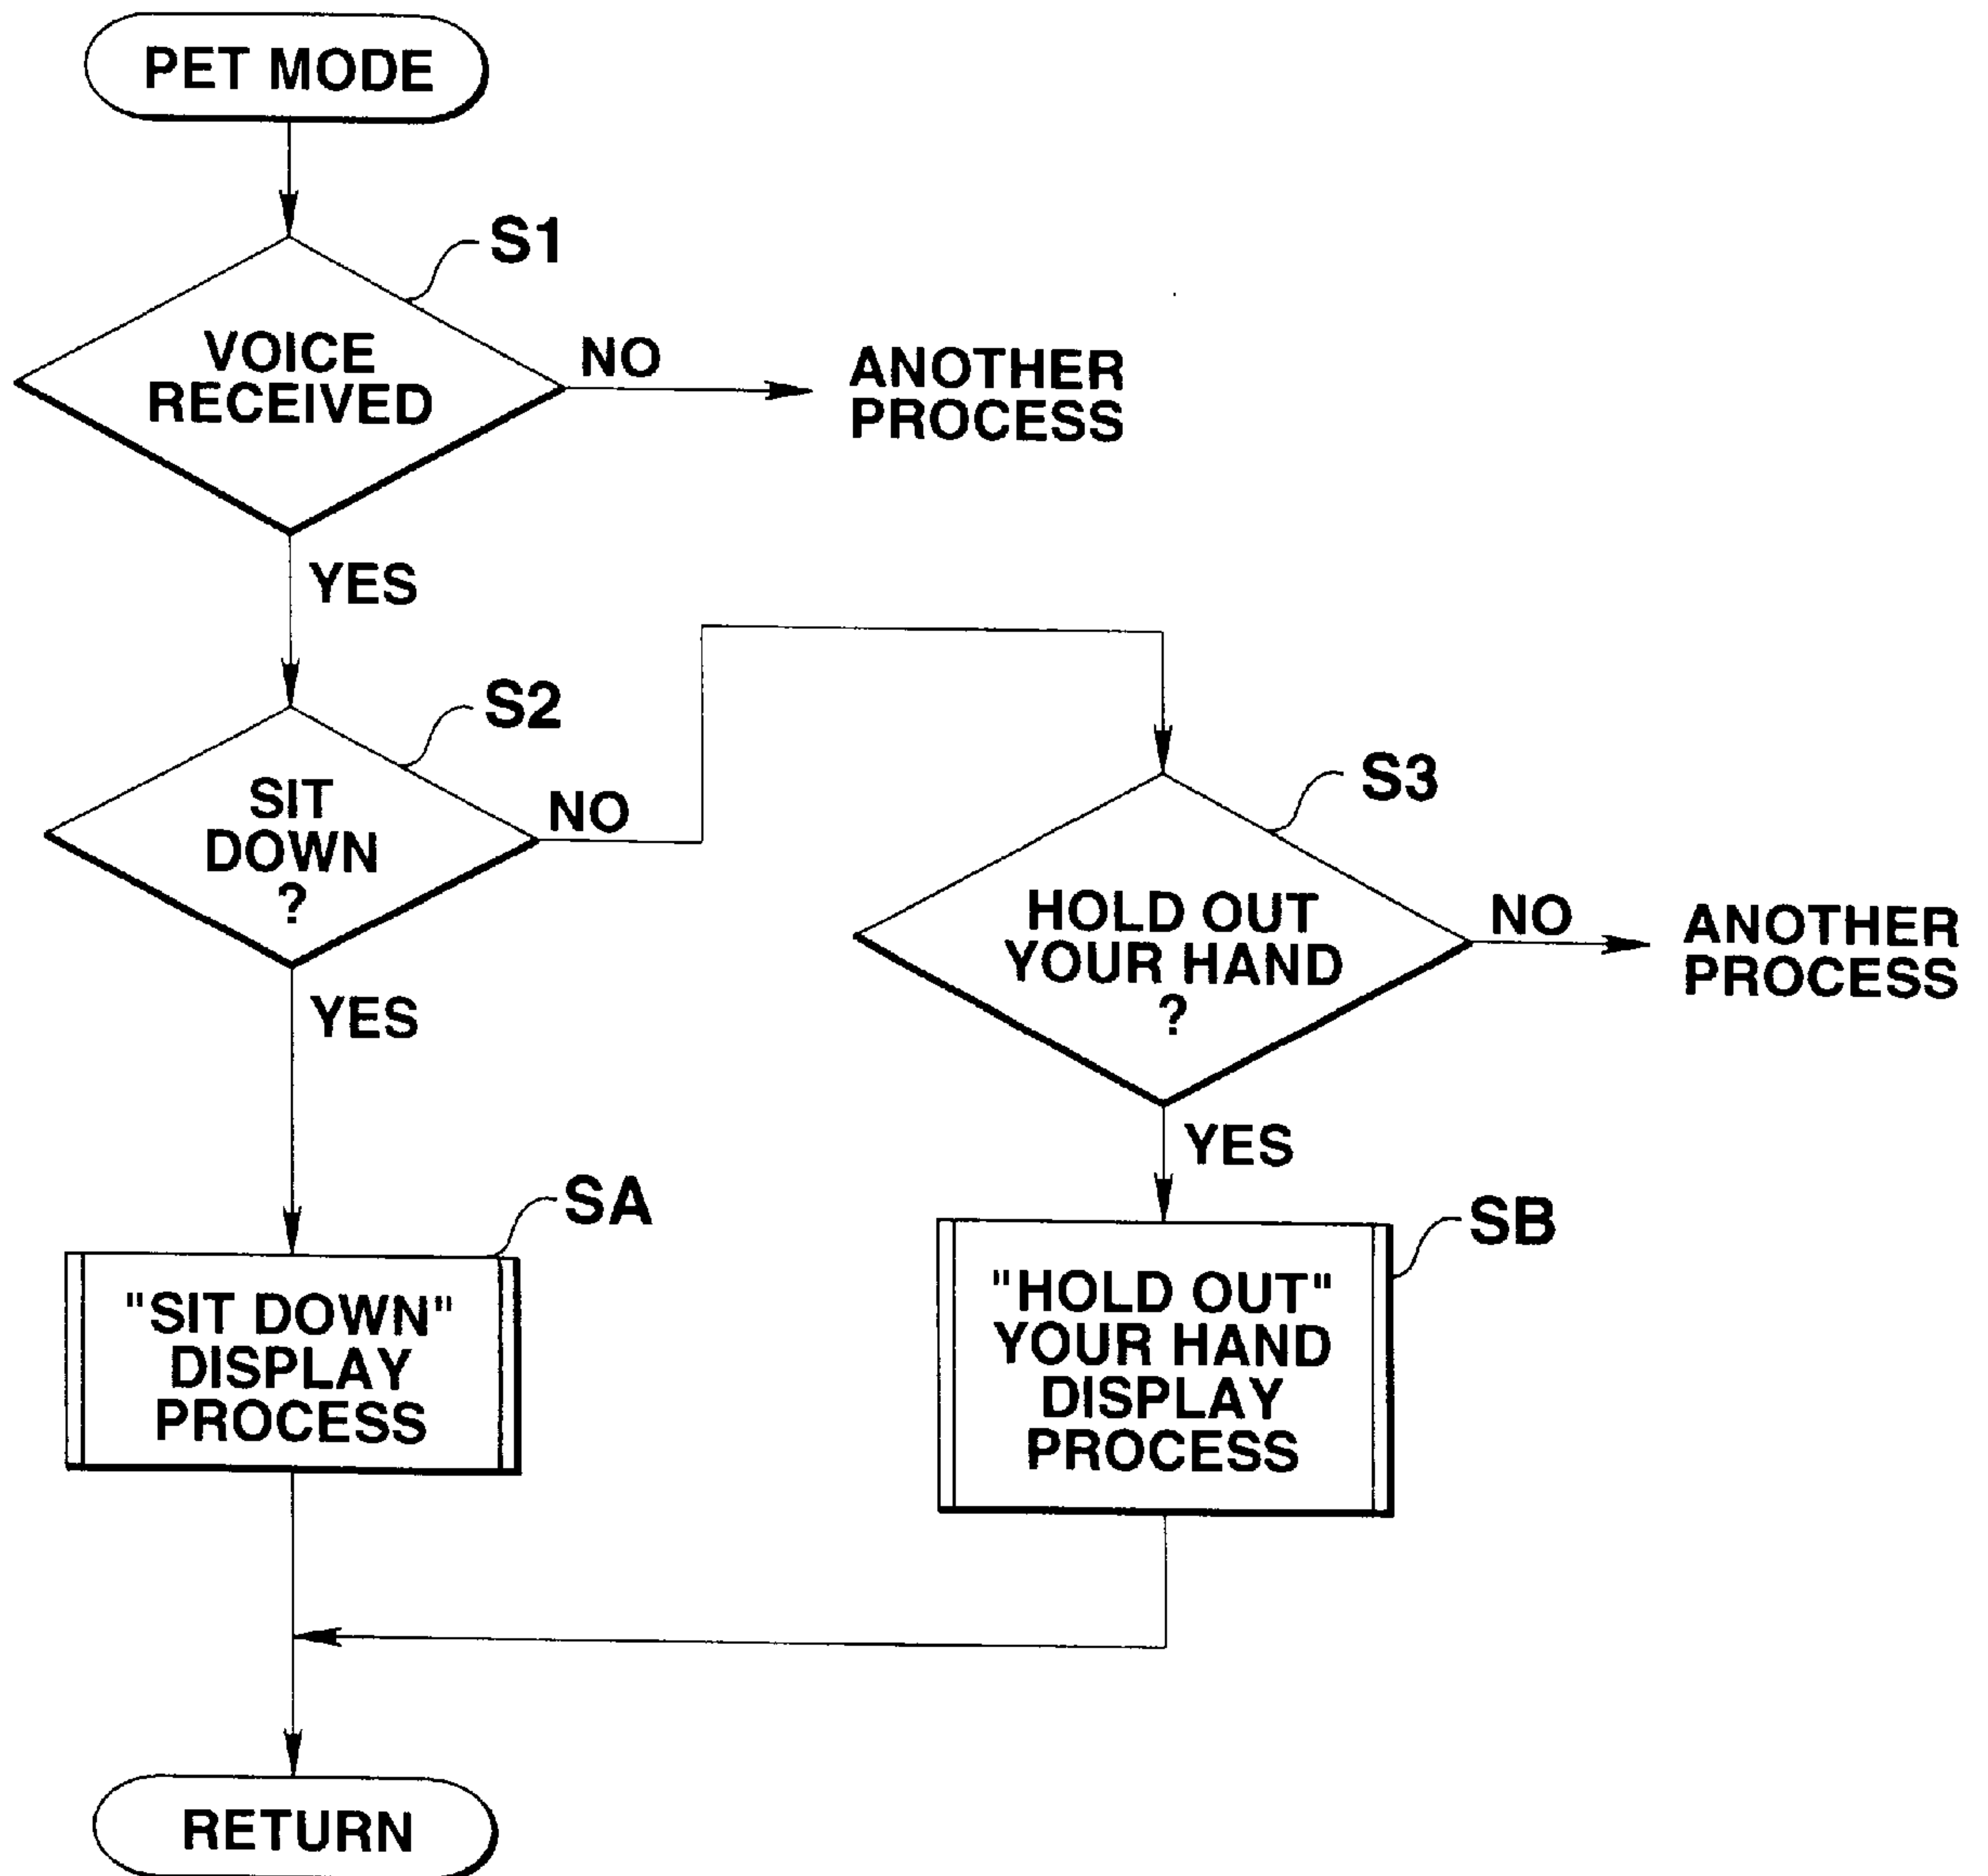 PET MODE
S1
VOICE
RECEIVED
NO
ANOTHER
PROCESS
YES
S2
SIT
DOWN
?
NO
S3
HOLD OUT
YOUR HAND
?
NO
ANOTHER
PROCESS
YES
YES
SA
"SIT DOWN"
DISPLAY
PROCESS
SB
"HOLD OUT"
YOUR HAND
DISPLAY
PROCESS
RETURN